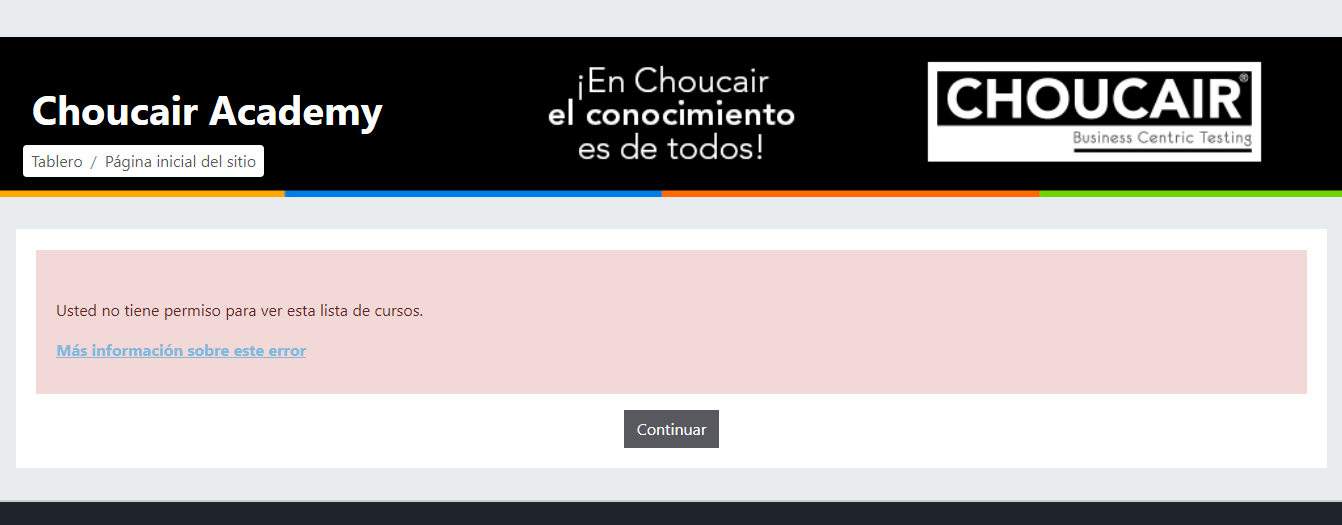 Choucair Academy
Tablero / Página inicial del sitio
¡En Choucair
el conocimiento
es de todos!
CHOUCAIR®
Business Centric Testing
Usted no tiene permiso para ver esta lista de cursos.
Más información sobre este error
Continuar